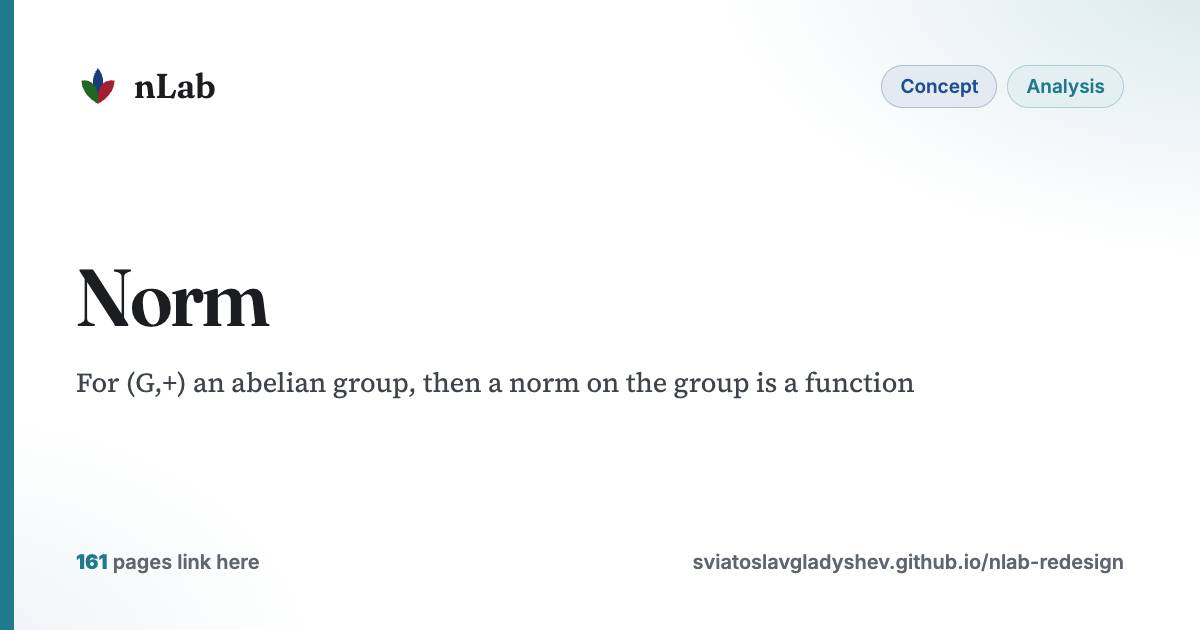 nLab
Concept
Analysis
Norm
For (G,+) an abelian group, then a norm on the group is a function
161 pages link here
sviatoslavgladyshev.github.io/nlab-redesign